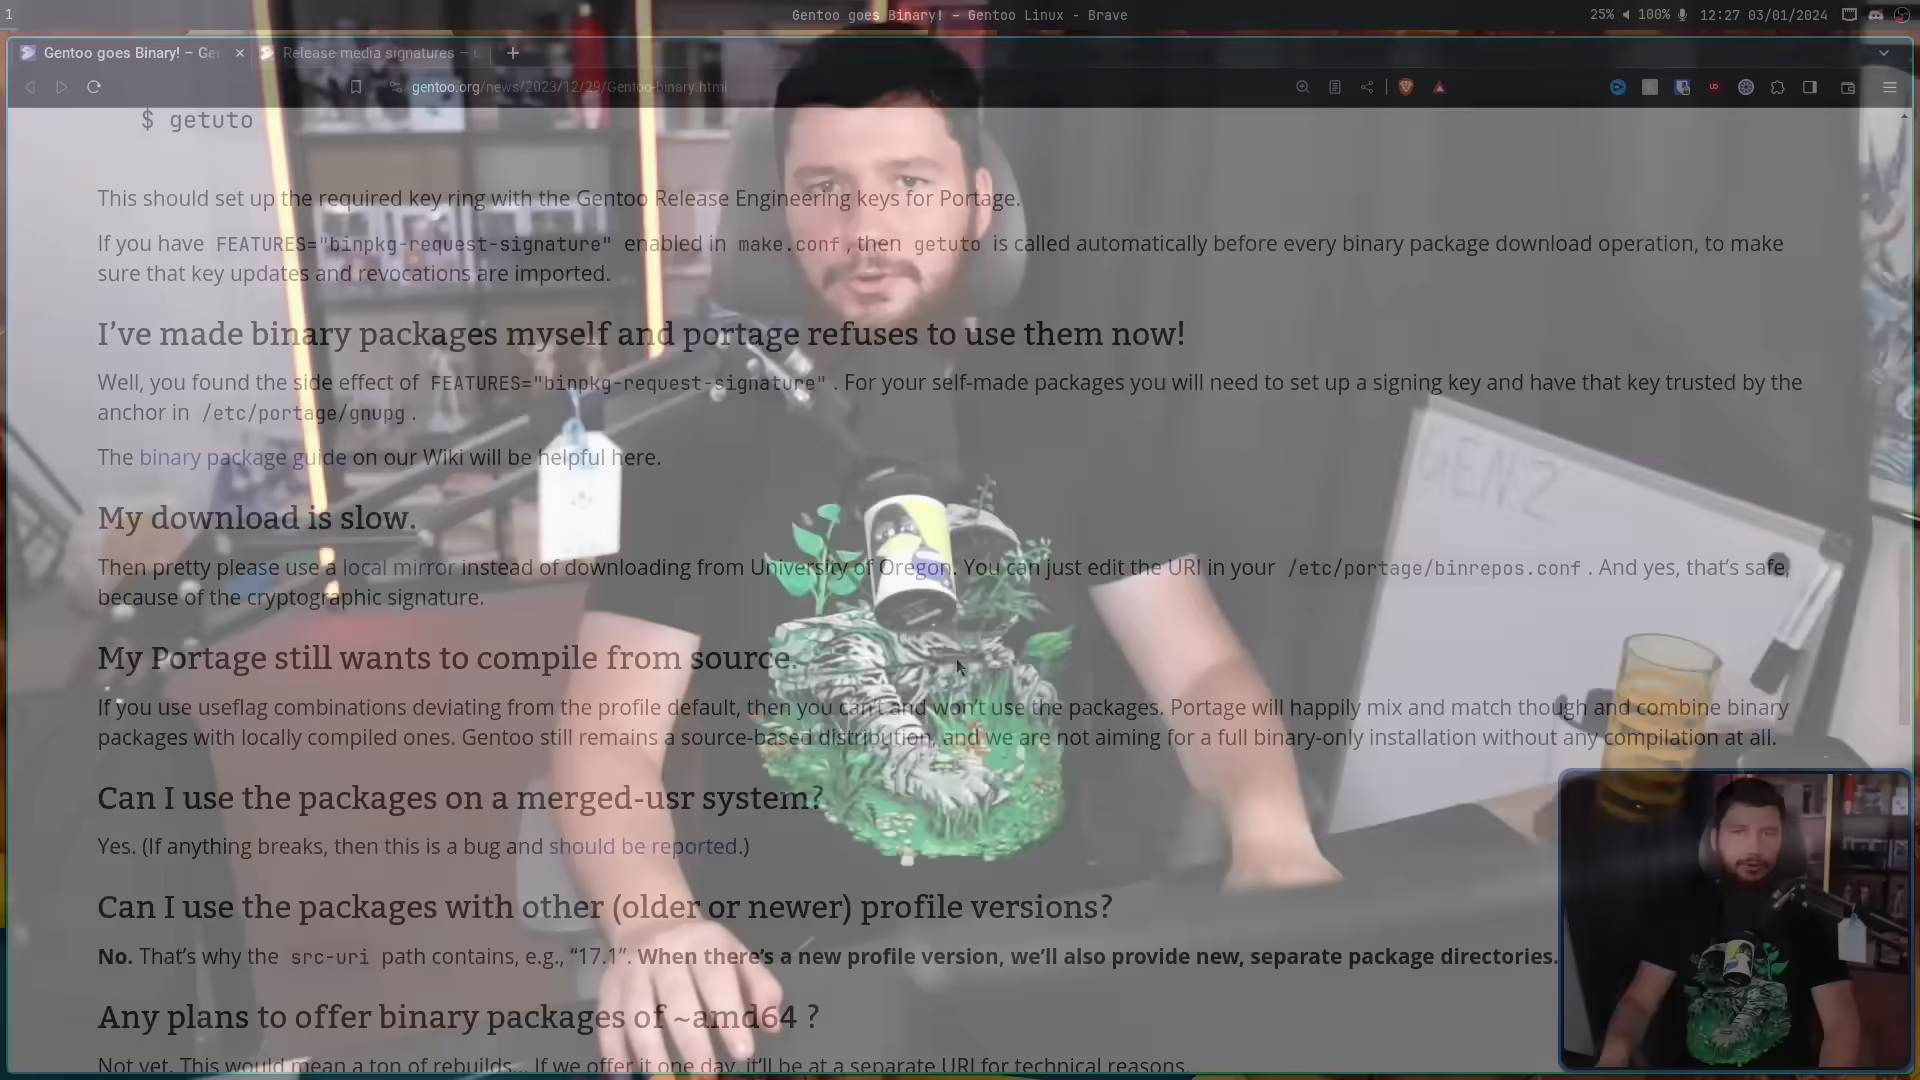 1
Gentoo goes Binary! – Gentoo Linux - Brave
25% 100% 12:27 03/01/2024
Gentoo goes Binary! – Ge
Release media signatures –
gentoo.org/news/2023/12/29/Gentoo-binary.html
$ getuto
This should set up the required key ring with the Gentoo Release Engineering keys for Portage.
If you have FEATURES="binpkg-request-signature" enabled in make.conf, then getuto is called automatically before every binary package download operation, to make
sure that key updates and revocations are imported.
I’ve made binary packages myself and portage refuses to use them now!
Well, you found the side effect of FEATURES="binpkg-request-signature". For your self-made packages you will need to set up a signing key and have that key trusted by the
anchor in /etc/portage/gnupg.
The binary package guide on our Wiki will be helpful here.
GEN 2
My download is slow.
Then pretty please use a local mirror instead of downloading from University of Oregon. You can just edit the URI in your /etc/portage/binrepos.conf. And yes, that’s safe,
because of the cryptographic signature.
My Portage still wants to compile from source.
If you use useflag combinations deviating from the profile default, then you can’t and won’t use the packages. Portage will happily mix and match though and combine binary
packages with locally compiled ones. Gentoo still remains a source-based distribution, and we are not aiming for a full binary-only installation without any compilation at all.
Can I use the packages on a merged-usr system?
Yes. (If anything breaks, then this is a bug and should be reported.)
Can I use the packages with other (older or newer) profile versions?
No. That’s why the src-uri path contains, e.g., “17.1”. When there’s a new profile version, we’ll also provide new, separate package directories.
Any plans to offer binary packages of ~amd64 ?
Not yet. This would mean a ton of rebuilds... If we offer it one day, it’ll be at a separate URI for technical reasons.